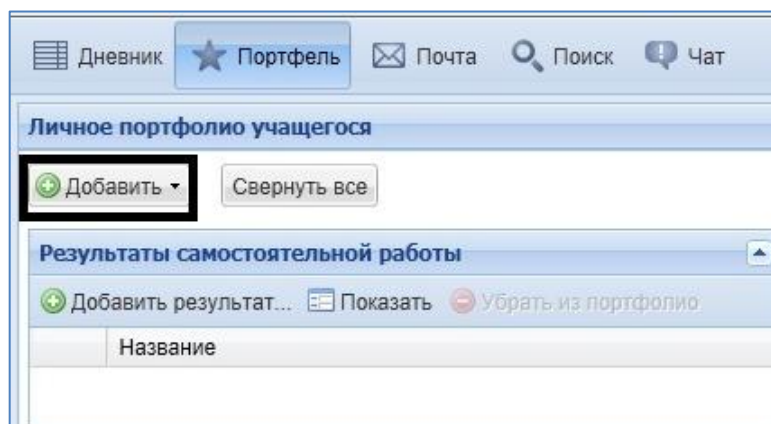 Дневник Портфель Почта Поиск Чат
Личное портфолио учащегося
Добавить Свернуть все
Результаты самостоятельной работы
Добавить результат... Показать Убрать из портфолио
Название